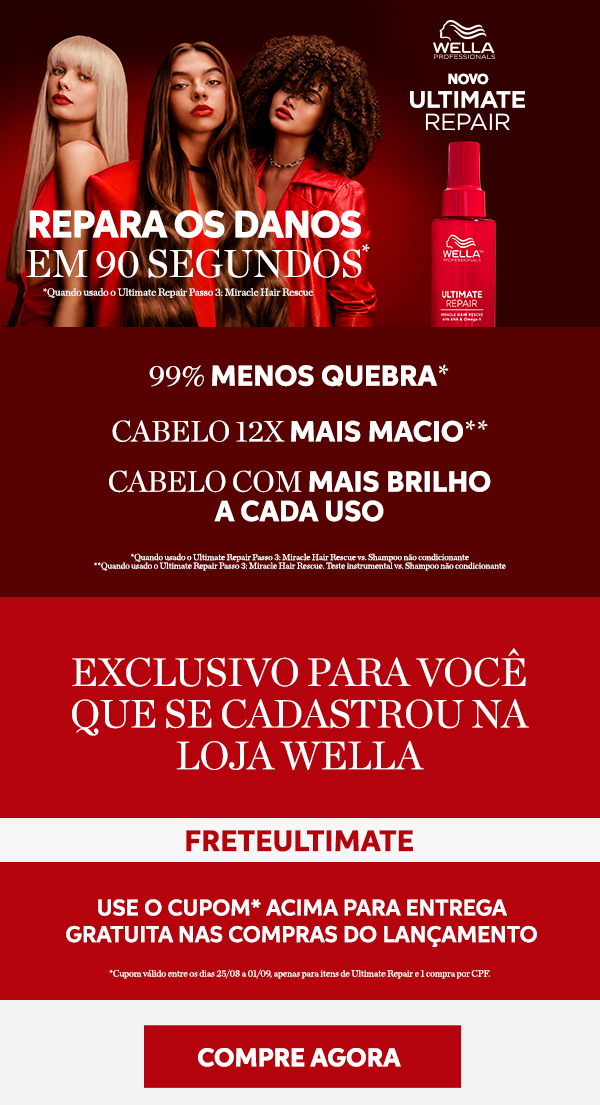 WELLA
PROFESSIONALS
NOVO
ULTIMATE
REPAIR
REPARA OS DANOS
EM 90 SEGUNDOS*
*Quando usado o Ultimate Repair Passo 3: Miracle Hair Rescue
WELLA™
PROFESSIONALS
ULTIMATE
REPAIR
MIRACLE HAIR RESCUE
with AHA & Omega-9
99% MENOS QUEBRA*
CABELO 12X MAIS MACIO**
CABELO COM MAIS BRILHO
A CADA USO
*Quando usado o Ultimate Repair Passo 3: Miracle Hair Rescue vs. Shampoo não condicionante
**Quando usado o Ultimate Repair Passo 3: Miracle Hair Rescue. Teste instrumental vs. Shampoo não condicionante
EXCLUSIVO PARA VOCÊ
QUE SE CADASTROU NA
LOJA WELLA
FRETEULTIMATE
USE O CUPOM* ACIMA PARA ENTREGA
GRATUITA NAS COMPRAS DO LANÇAMENTO
*Cupom válido entre os dias 25/08 a 01/09, apenas para itens de Ultimate Repair e 1 compra por CPF.
COMPRE AGORA